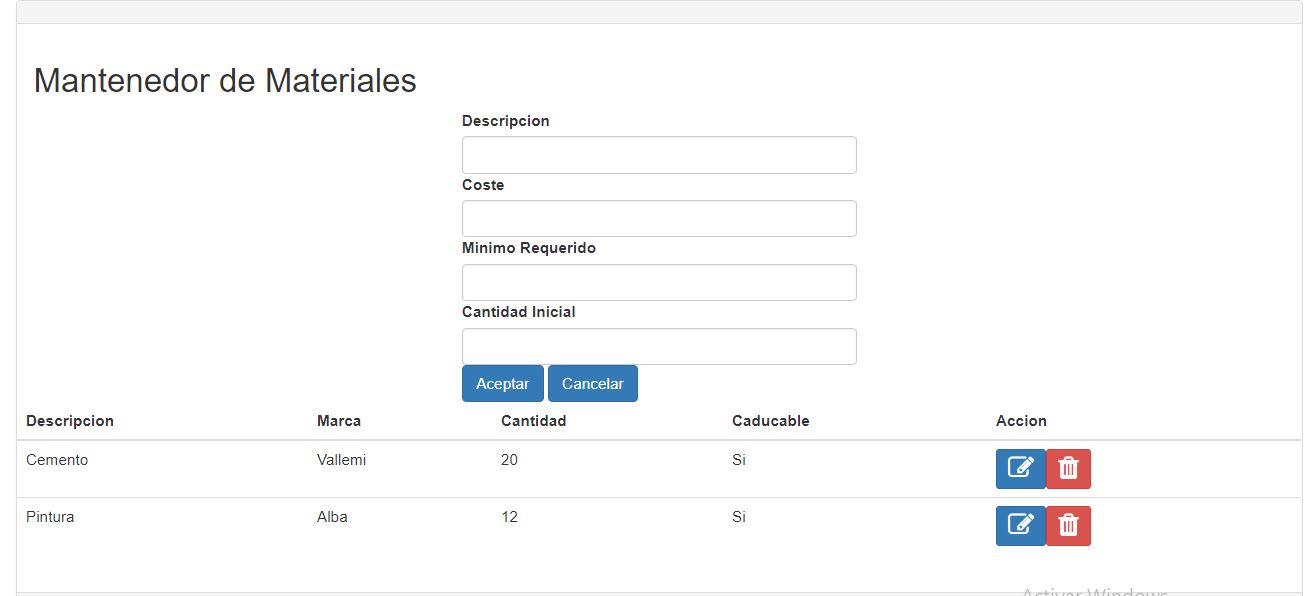 Mantenedor de Materiales
Descripcion
Coste
Minimo Requerido
Cantidad Inicial
Aceptar Cancelar
Descripcion Marca Cantidad Caducable Accion
Cemento Vallemi 20 Si
Pintura Alba 12 Si
Activar Windows